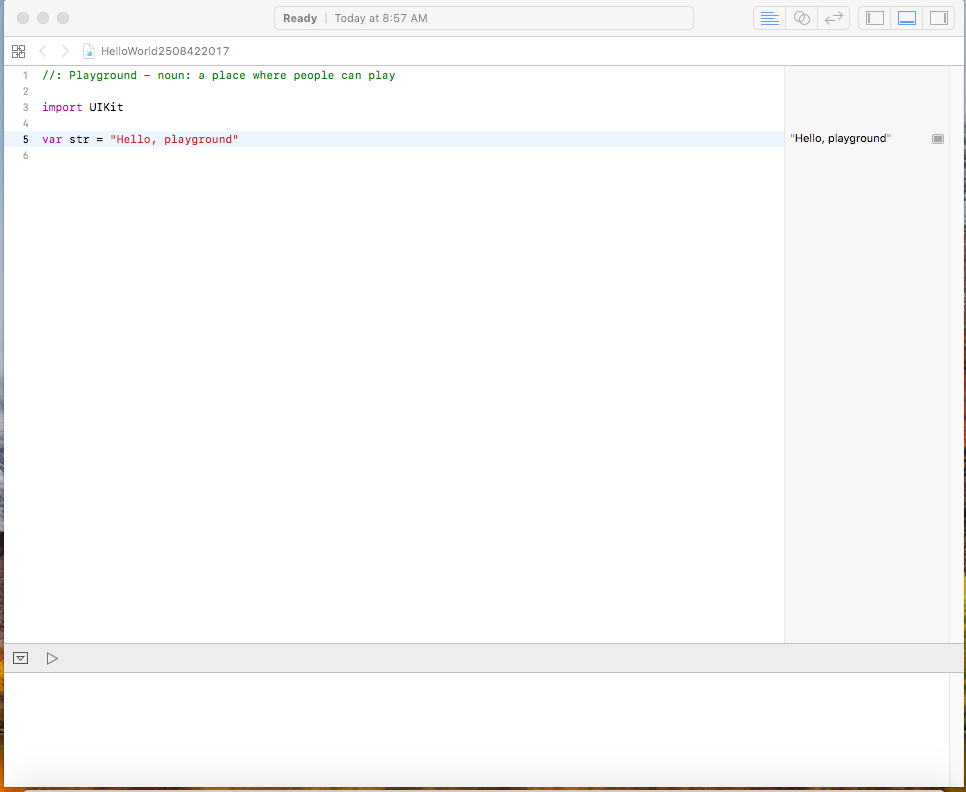 Ready | Today at 8:57 AM
HelloWorld2508422017
1 //: Playground - noun: a place where people can play
2
3 import UIKit
4
5 var str = "Hello, playground"
"Hello, playground"
6